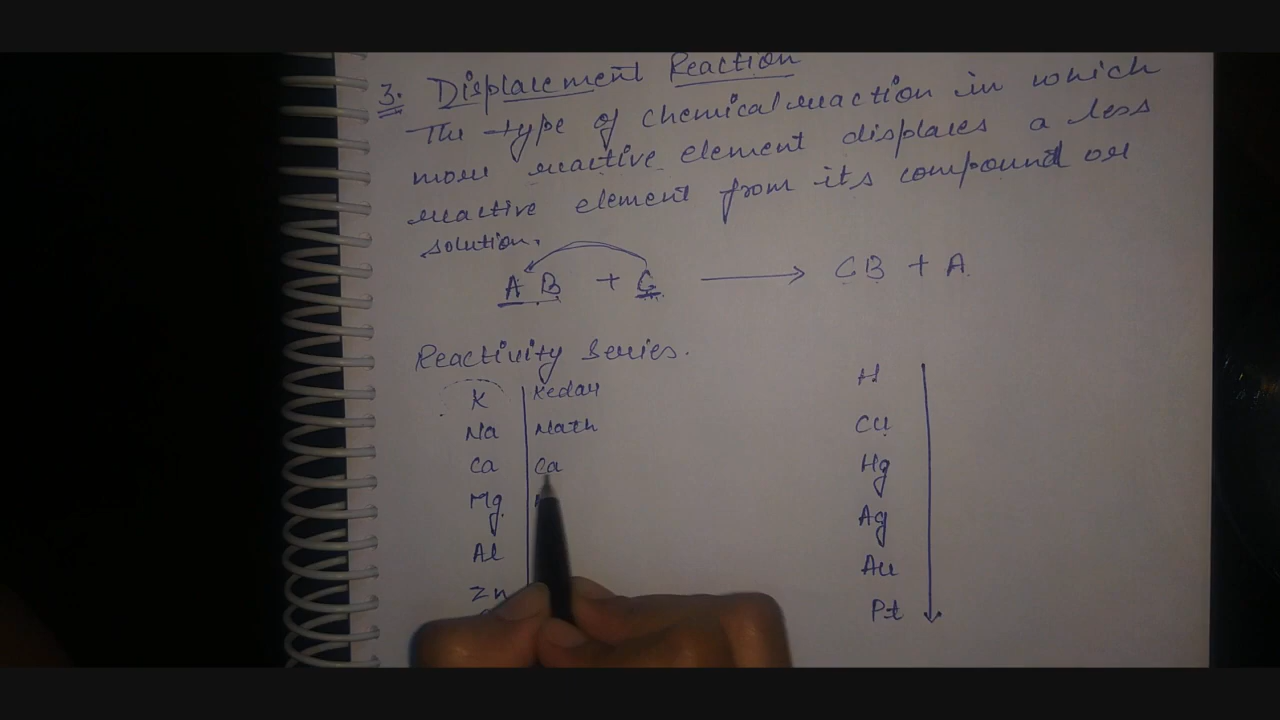 3. Displacement Reaction
The type of chemical reaction in which
more reactive element displaces a less
reactive element from its compound or
solution.
A B + C → CB + A
Reactivity Series.
K Kedar
Na Nath
Ca Ca
Mg
Al
Zn
H
Cu
Hg
Ag
Au
Pt